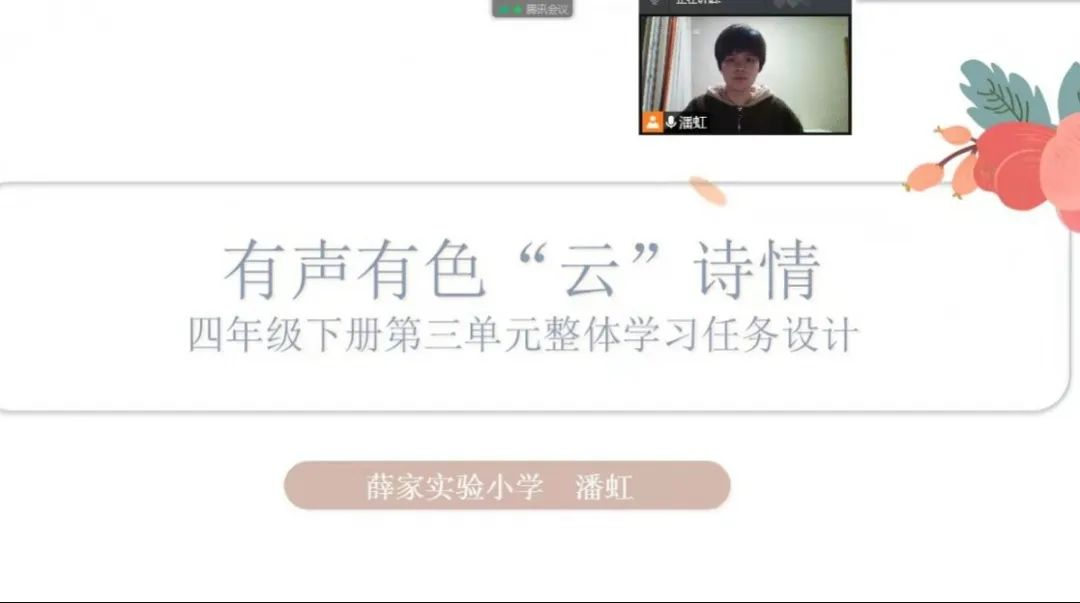 腾讯会议
潘虹
有声有色“云”诗情
四年级下册第三单元整体学习任务设计
薛家实验小学 潘虹